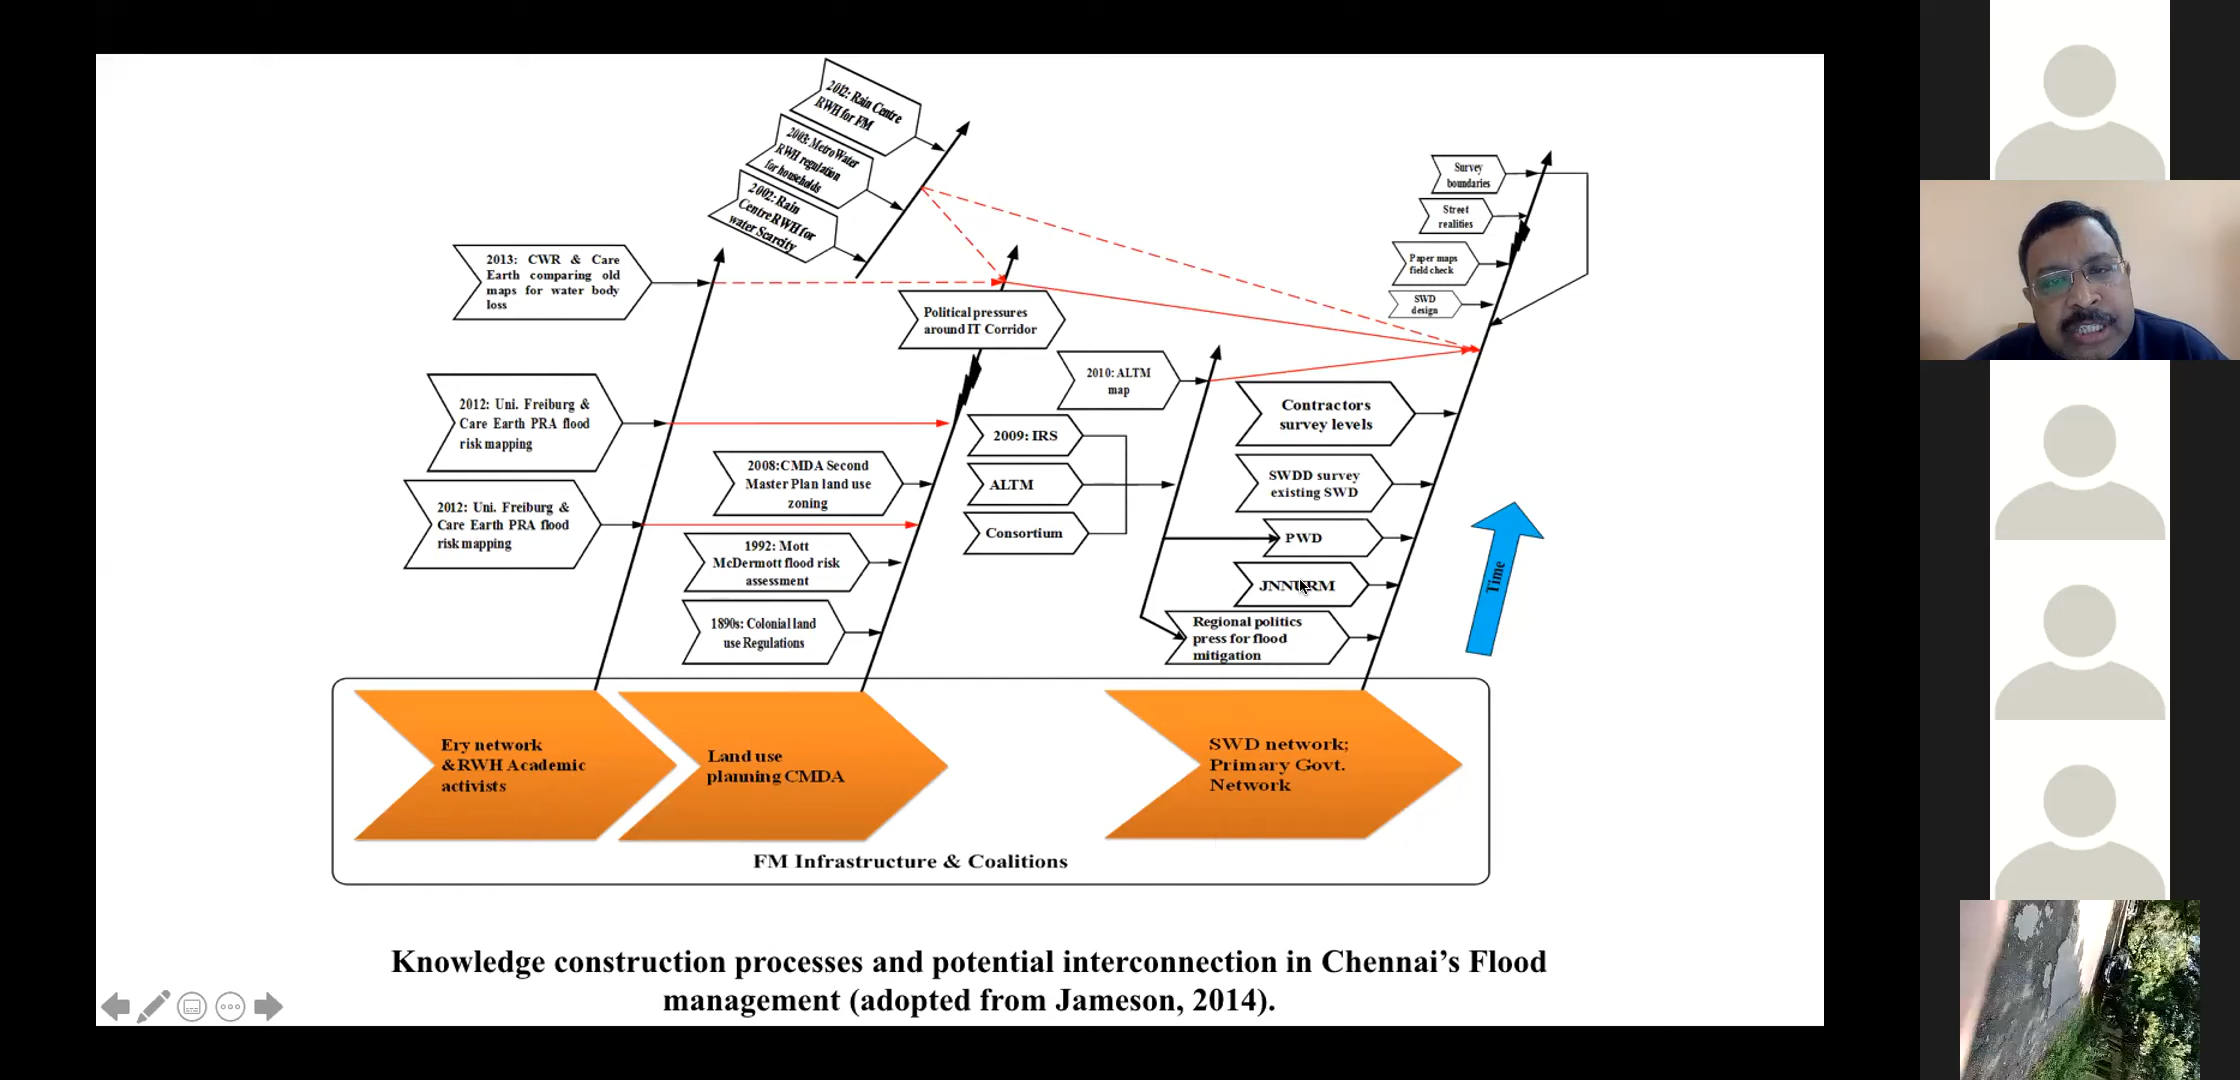 2012: Rain Centre
RWH for FM
2003: MetroWater
RWH regulation
for households
2002: Rain
Centre RWH for
water Scarcity
2013: CWR & Care
Earth comparing old
maps for water body
loss
2012: Uni. Freiburg &
Care Earth PRA flood
risk mapping
2012: Uni. Freiburg &
Care Earth PRA flood
risk mapping
Political pressures
around IT Corridor
2008:CMDA Second
Master Plan land use
zoning
1992: Mott
McDermott flood risk
assessment
1890s: Colonial land
use Regulations
2010: ALTM
map
2009: IRS
ALTM
Consortium
Survey
boundaries
Street
realities
Paper maps
field check
SWD
design
Contractors
survey levels
SWDD survey
existing SWD
PWD
JNNURM
Regional politics
press for flood
mitigation
Time
Ery network
&RWH Academic
activists
Land use
planning CMDA
SWD network;
Primary Govt.
Network
FM Infrastructure & Coalitions
Knowledge construction processes and potential interconnection in Chennai’s Flood
management (adopted from Jameson, 2014).